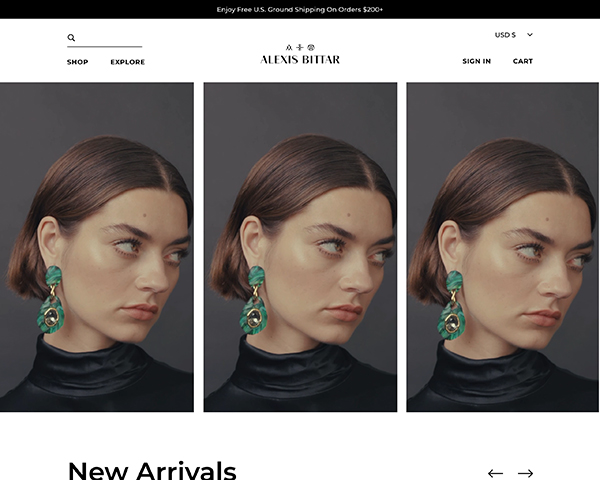 Enjoy Free U.S. Ground Shipping On Orders $200+
USD $
SHOP
EXPLORE
ALEXIS BITTAR
SIGN IN
CART
New Arrivals